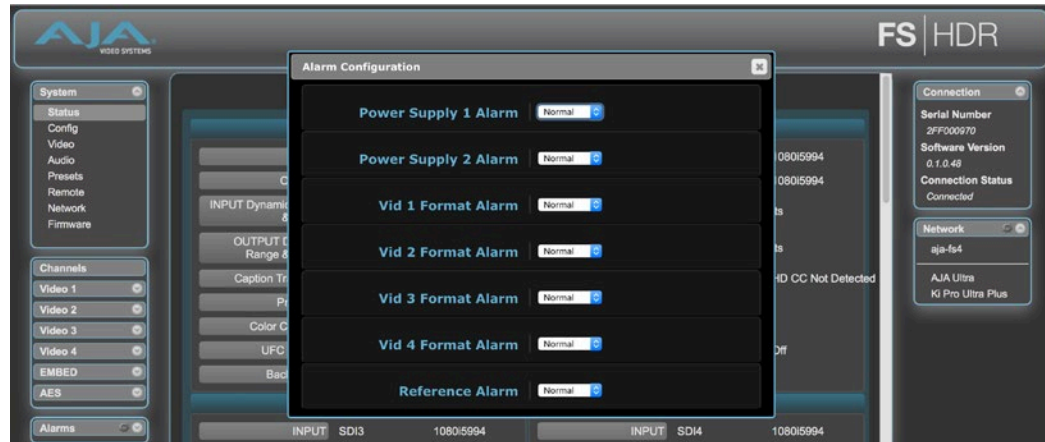 AJA
VIDEO SYSTEMS
FS|HDR
System
Status
Config
Video
Audio
Presets
Remote
Network
Firmware
Channels
Video 1
Video 2
Video 3
Video 4
EMBED
AES
Alarms
Alarm Configuration
Power Supply 1 Alarm Normal
Power Supply 2 Alarm Normal
Vid 1 Format Alarm Normal
Vid 2 Format Alarm Normal
Vid 3 Format Alarm Normal
Vid 4 Format Alarm Normal
Reference Alarm Normal
INPUT Dynami
OUTPUT D
Range &
Caption Tr
Color C
UFC
Bac
1080i5994
1080i5994
HD CC Not Detected
Off
INPUT SDI3 1080i5994
INPUT SDI4 1080i5994
Connection
Serial Number
2FF000970
Software Version
0.1.0.48
Connection Status
Connected
Network
aja-fs4
AJA Ultra
Ki Pro Ultra Plus